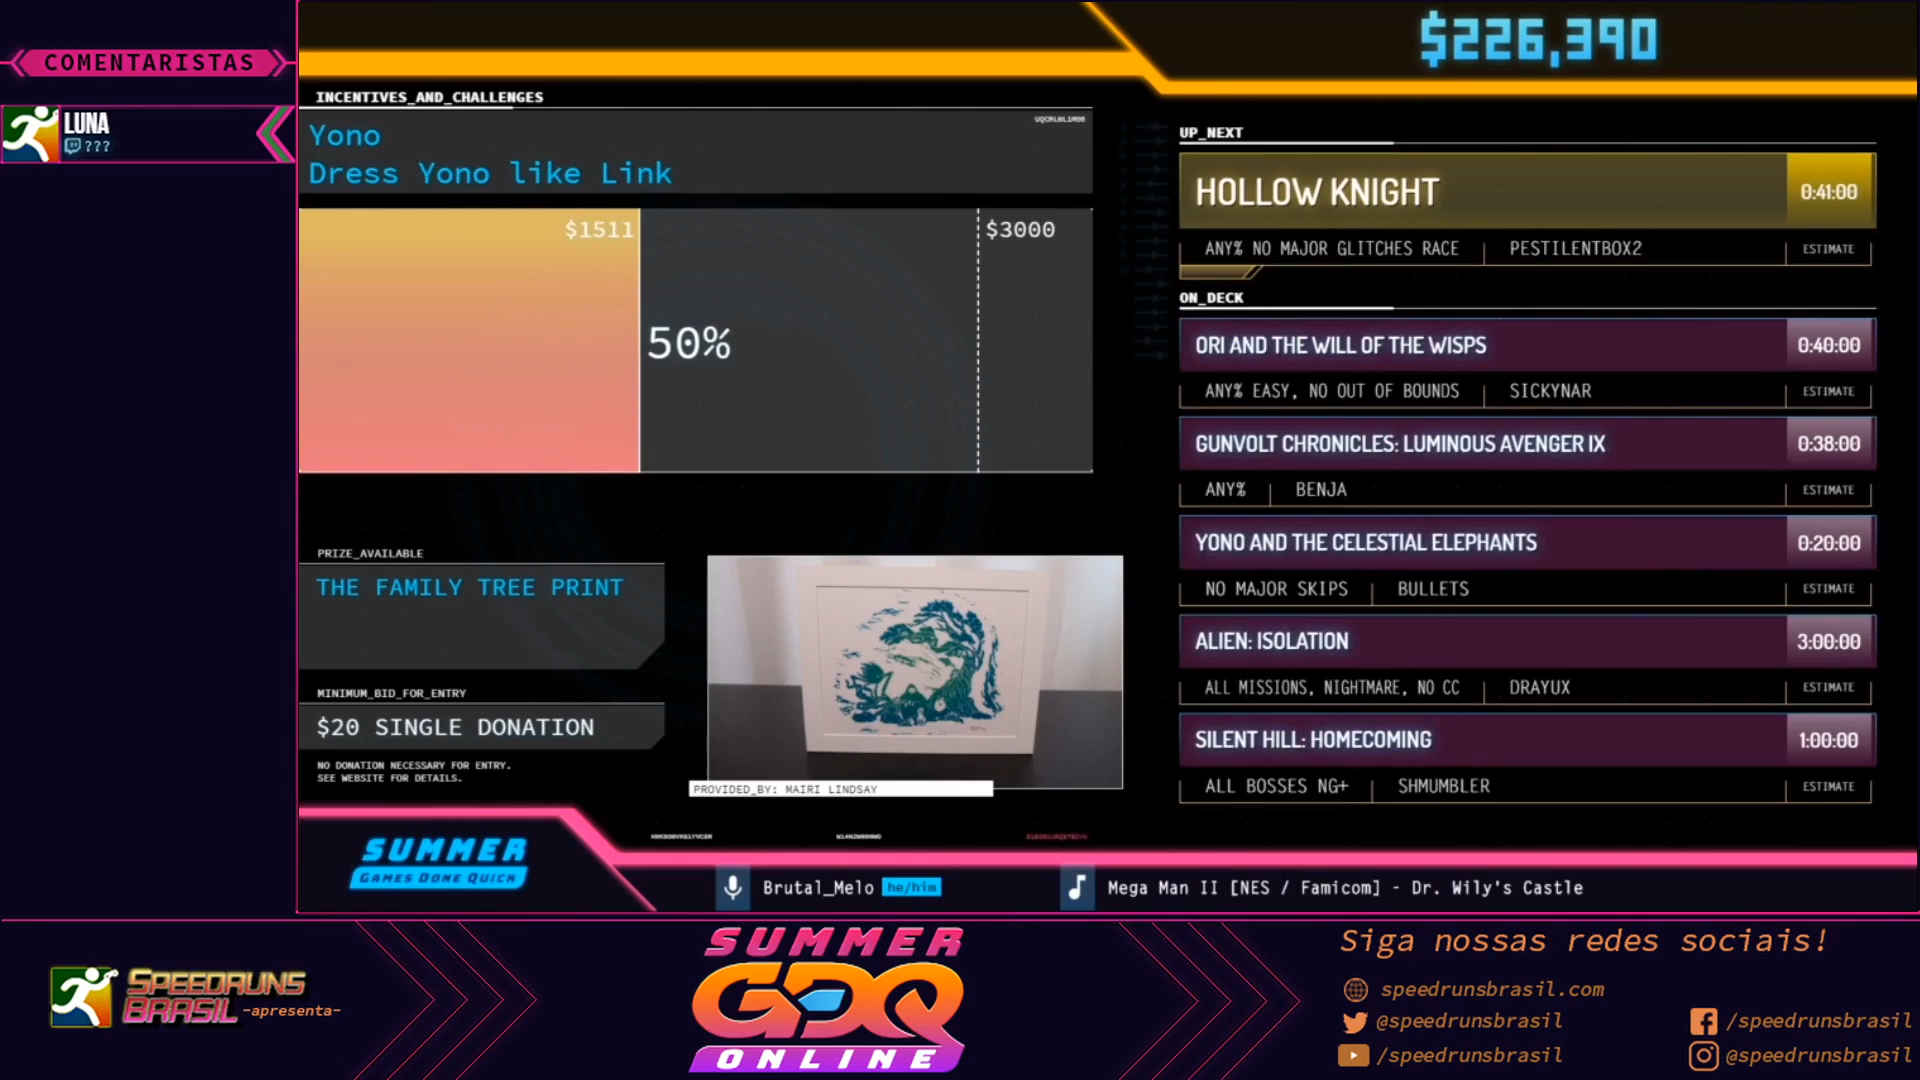 COMENTARISTAS
LUNA
???
$226,390
INCENTIVES_AND_CHALLENGES
Yono
Dress Yono like Link
$1511
$3000
50%
PRIZE_AVAILABLE
THE FAMILY TREE PRINT
MINIMUM_BID_FOR_ENTRY
$20 SINGLE DONATION
NO DONATION NECESSARY FOR ENTRY.
SEE WEBSITE FOR DETAILS.
PROVIDED_BY: MAIRI LINDSAY
UP_NEXT
HOLLOW KNIGHT 0:41:00
ANY% NO MAJOR GLITCHES RACE PESTILENTBOX2 ESTIMATE
ON_DECK
ORI AND THE WILL OF THE WISPS 0:40:00
ANY% EASY, NO OUT OF BOUNDS SICKYNAR ESTIMATE
GUNVOLT CHRONICLES: LUMINOUS AVENGER IX 0:38:00
ANY% BENJA ESTIMATE
YONO AND THE CELESTIAL ELEPHANTS 0:20:00
NO MAJOR SKIPS BULLETS ESTIMATE
ALIEN: ISOLATION 3:00:00
ALL MISSIONS, NIGHTMARE, NO CC DRAYUX ESTIMATE
SILENT HILL: HOMECOMING 1:00:00
ALL BOSSES NG+ SHMUMBLER ESTIMATE
SUMMER
GAMES DONE QUICK
Brutal_Melo he/him
Mega Man II [NES / Famicom] - Dr. Wily's Castle
SPEEDRUNS
BRASIL -apresenta-
SUMMER
GDQ
ONLINE
Siga nossas redes sociais!
speedrunsbrasil.com
@speedrunsbrasil
/speedrunsbrasil
/speedrunsbrasil
@speedrunsbrasil